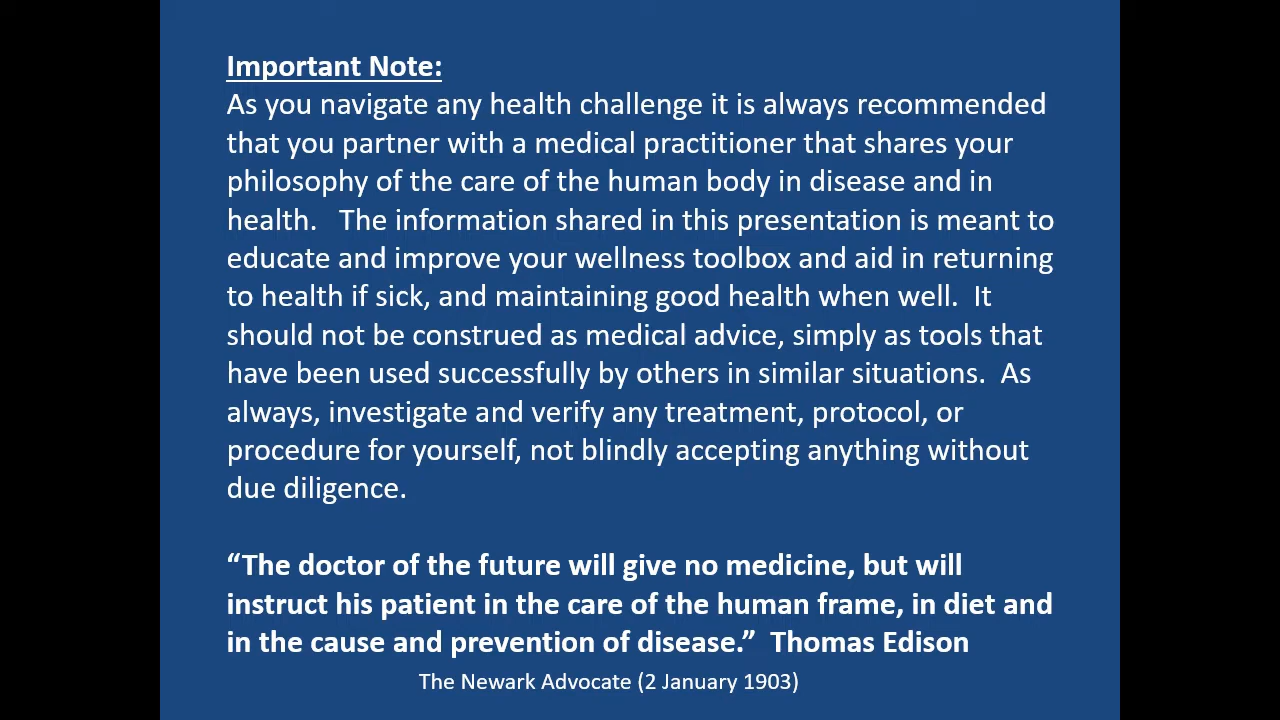 Important Note:
As you navigate any health challenge it is always recommended
that you partner with a medical practitioner that shares your
philosophy of the care of the human body in disease and in
health.   The information shared in this presentation is meant to
educate and improve your wellness toolbox and aid in returning
to health if sick, and maintaining good health when well.  It
should not be construed as medical advice, simply as tools that
have been used successfully by others in similar situations.  As
always, investigate and verify any treatment, protocol, or
procedure for yourself, not blindly accepting anything without
due diligence.
“The doctor of the future will give no medicine, but will
instruct his patient in the care of the human frame, in diet and
in the cause and prevention of disease.”  Thomas Edison
The Newark Advocate (2 January 1903)